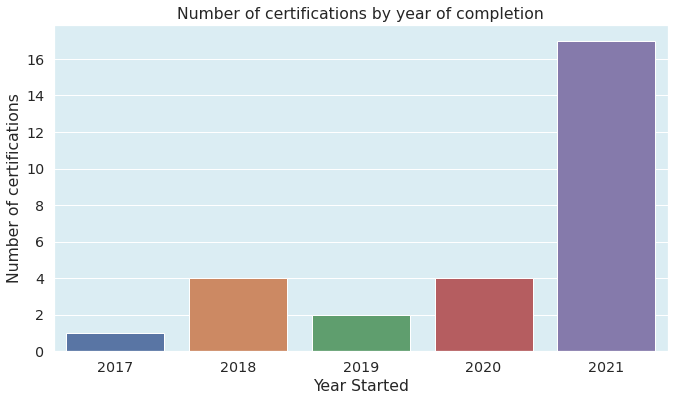 Number of certifications by year of completion
Number of certifications
16
14
12
10
8
6
4
2
0
2017 2018 2019 2020 2021
Year Started